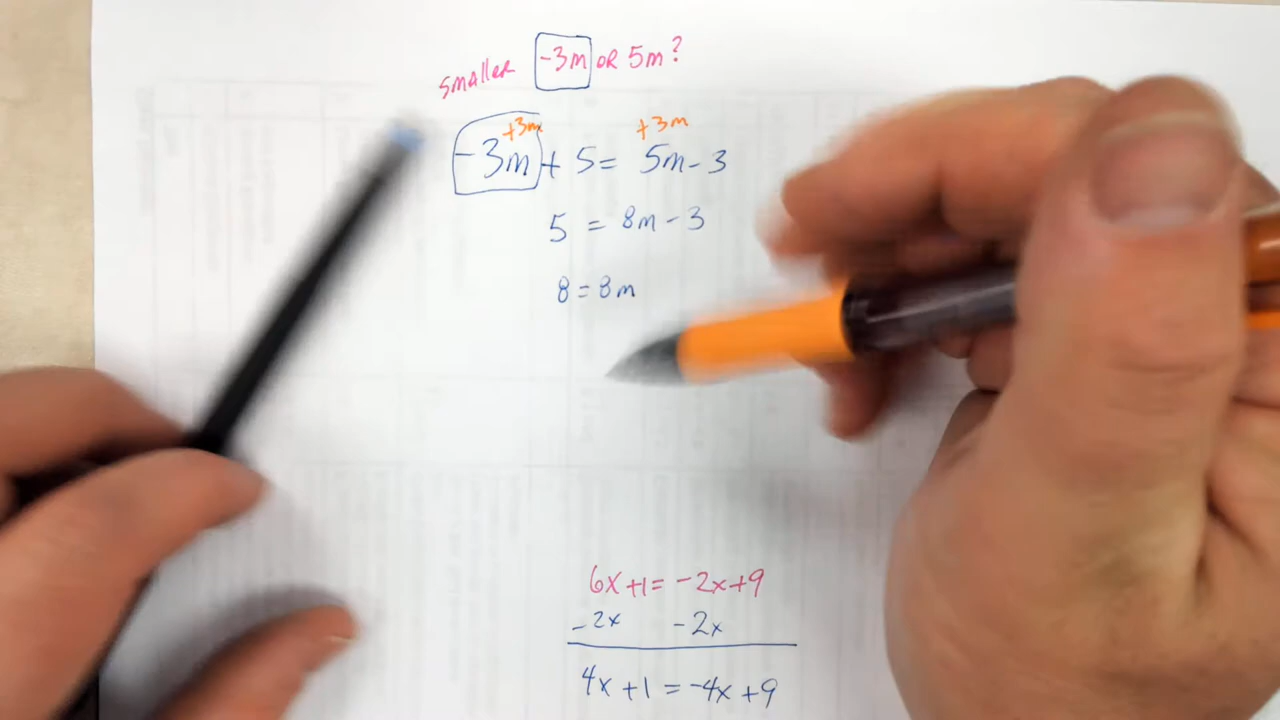 smaller -3m OR 5m?
+3m +3m
-3m + 5 = 5m - 3
5 = 8m - 3
8 = 8m
6x + 1 = -2x + 9
-2x -2x
4x + 1 = -4x + 9